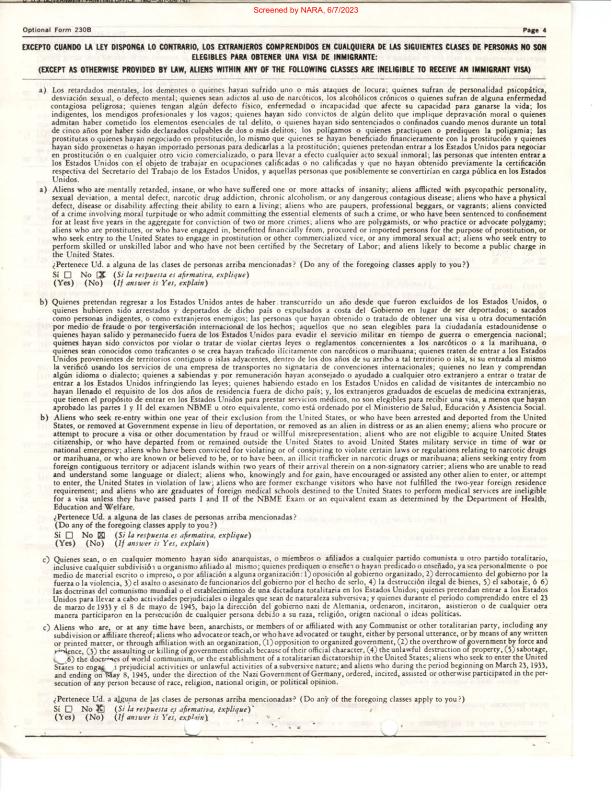 Screened by NARA, 6/7/2023
Optional Form 230B
Page 4
EXCEPTO CUANDO LA LEY DISPONGA LO CONTRARIO, LOS EXTRANJEROS COMPRENDIDOS EN CUALQUIERA DE LAS SIGUIENTES CLASES DE PERSONAS NO SON
ELEGIBLES PARA OBTENER UNA VISA DE INMIGRANTE:
(EXCEPT AS OTHERWISE PROVIDED BY LAW, ALIENS WITHIN ANY OF THE FOLLOWING CLASSES ARE INELIGIBLE TO RECEIVE AN IMMIGRANT VISA)
a) Los retardados mentales, los dementes o quienes hayan sufrido uno o más ataques de locura; quienes sufran de personalidad psicopática,
desviación sexual, o defecto mental; quienes sean adictos al uso de narcóticos, los alcohólicos crónicos o quienes sufran de alguna enfermedad
contagiosa peligrosa; quienes tengan algún defecto físico, enfermedad o incapacidad que afecte su capacidad para ganarse la vida; los
indigentes, los mendigos profesionales y los vagos; quienes hayan sido convictos de algún delito que implique depravación moral o quienes
admitan haber cometido los elementos esenciales de tal delito, o quienes hayan sido sentenciados o confinados cuando menos durante un total
de cinco años por haber sido declarados culpables de dos o más delitos; los polígamos o quienes practiquen o prediquen la poligamia; las
prostitutas o quienes hayan negociado en prostitución, lo mismo que quienes se hayan beneficiado financieramente con la prostitución y quienes
hayan sido proxenetas o hayan importado personas para dedicarlas a la prostitución; quienes pretendan entrar a los Estados Unidos para negociar
en prostitución o en cualquier otro vicio comercializado, o para llevar a efecto cualquier acto sexual inmoral; las personas que intenten entrar a
los Estados Unidos con el objeto de trabajar en ocupaciones calificadas o no calificadas y que no hayan obtenido previamente la certificación
respectiva del Secretario del Trabajo de los Estados Unidos, y aquellas personas que posiblemente se convertirían en carga pública en los Estados
Unidos.
a) Aliens who are mentally retarded, insane, or who have suffered one or more attacks of insanity; aliens afflicted with psycopathic personality,
sexual deviation, a mental defect, narcotic drug addiction, chronic alcoholism, or any dangerous contagious disease; aliens who have a physical
defect, disease or disability affecting their ability to earn a living; aliens who are paupers, professional beggars, or vagrants; aliens convicted
of a crime involving moral turpitude or who admit committing the essential elements of such a crime, or who have been sentenced to confinement
for at least five years in the aggregate for conviction of two or more crimes; aliens who are polygamists, or who practice or advocate polygamy;
aliens who are prostitutes, or who have engaged in, benefitted financially from, procured or imported persons for the purpose of prostitution, or
who seek entry to the United States to engage in prostitution or other commercialized vice, or any immoral sexual act; aliens who seek entry to
perform skilled or unskilled labor and who have not been certified by the Secretary of Labor; and aliens likely to become a public charge in
the United States.
¿Pertenece Ud. a alguna de las clases de personas arriba mencionadas? (Do any of the foregoing classes apply to you?)
Sí ☐ No ☒ (Si la respuesta es afirmativa, explique)
(Yes) (No) (If answer is Yes, explain)
b) Quienes pretendan regresar a los Estados Unidos antes de haber transcurrido un año desde que fueron excluidos de los Estados Unidos, o
quienes hubieren sido arrestados y deportados de dicho país o expulsados a costa del Gobierno en lugar de ser deportados; o sacados
como personas indigentes, o como extranjeros enemigos; las personas que hayan obtenido o tratado de obtener una visa u otra documentación
por medio de fraude o por tergiversación internacional de los hechos; aquellos que no sean elegibles para la ciudadanía estadounidense o
quienes hayan salido y permanecido fuera de los Estados Unidos para evadir el servicio militar en tiempo de guerra o emergencia nacional;
quienes hayan sido convictos por violar o tratar de violar ciertas leyes o reglamentos concernientes a los narcóticos o a la marihuana, o
quienes sean conocidos como traficantes o se crea hayan traficado ilícitamente con narcóticos o marihuana; quienes traten de entrar a los Estados
Unidos provenientes de territorios contiguos o islas adyacentes, dentro de los dos años de su arribo a tal territorio o isla, si su entrada al mismo
la verificó usando los servicios de una empresa de transportes no signataria de convenciones internacionales; quienes no lean y comprendan
algún idioma o dialecto; quienes a sabiendas y por remuneración hayan aconsejado o ayudado a cualquier otro extranjero a entrar o tratar de
entrar a los Estados Unidos infringiendo las leyes; quienes habiendo estado en los Estados Unidos en calidad de visitantes de intercambio no
hayan llenado el requisito de los dos años de residencia fuera de dicho país; y, los extranjeros graduados de escuelas de medicina extranjeras,
que tienen el propósito de entrar en los Estados Unidos para prestar servicios médicos, no son elegibles para recibir una visa, a menos que hayan
aprobado las partes I y II del examen NBME u otro equivalente, como está ordenado por el Ministerio de Salud, Educación y Asistencia Social.
b) Aliens who seek re-entry within one year of their exclusion from the United States, or who have been arrested and deported from the United
States, or removed at Government expense in lieu of deportation, or removed as an alien in distress or as an alien enemy; aliens who procure or
attempt to procure a visa or other documentation by fraud or willful misrepresentation; aliens who are not eligible to acquire United States
citizenship, or who have departed from or remained outside the United States to avoid United States military service in time of war or
national emergency; aliens who have been convicted for violating or of conspiring to violate certain laws or regulations relating to narcotic drugs
or marihuana, or who are known or believed to be, or to have been, an illicit trafficker in narcotic drugs or marihuana; aliens seeking entry from
foreign contiguous territory or adjacent islands within two years of their arrival therein on a non-signatory carrier; aliens who are unable to read
and understand some language or dialect; aliens who, knowingly and for gain, have encouraged or assisted any other alien to enter, or attempt
to enter, the United States in violation of law; aliens who are former exchange visitors who have not fulfilled the two-year foreign residence
requirement; and aliens who are graduates of foreign medical schools destined to the United States to perform medical services are ineligible
for a visa unless they have passed parts I and II of the NBME Exam or an equivalent exam as determined by the Department of Health,
Education and Welfare.
¿Pertenece Ud. a alguna de las clases de personas arriba mencionadas?
(Do any of the foregoing classes apply to you?)
Sí ☐ No ☒ (Si la respuesta es afirmativa, explique)
(Yes) (No) (If answer is Yes, explain)
c) Quienes sean, o en cualquier momento hayan sido anarquistas, o miembros o afiliados a cualquier partido comunista u otro partido totalitario,
inclusive cualquier subdivisión u organismo afiliado al mismo; quienes prediquen o enseñen o hayan predicado o enseñado, ya sea personalmente o por
medio de material escrito o impreso, o por afiliación a alguna organización: 1) oposición al gobierno organizado, 2) derrocamiento del gobierno por la
fuerza o la violencia, 3) el asalto o asesinato de funcionarios del gobierno por el hecho de serlo, 4) la destrucción ilegal de bienes, 5) el sabotaje, ó 6)
las doctrinas del comunismo mundial o el establecimiento de una dictadura totalitaria en los Estados Unidos; quienes pretendan entrar a los Estados
Unidos para llevar a cabo actividades perjudiciales o ilegales que sean de naturaleza subversiva; y quienes durante el período comprendido entre el 23
de marzo de 1933 y el 8 de mayo de 1945, bajo la dirección del gobierno nazi de Alemania, ordenaron, incitaron, asistieron o de cualquier otra
manera participaron en la persecución de cualquier persona debido a su raza, religión, origen nacional o ideas políticas.
c) Aliens who are, or at any time have been, anarchists, or members of or affiliated with any Communist or other totalitarian party, including any
subdivision or affiliate thereof; aliens who advocate or teach, or who have advocated or taught, either by personal utterance, or by means of any written
or printed matter, or through affiliation with an organization, (1) opposition to organized government, (2) the overthrow of government by force and
violence, (3) the assaulting or killing of government officials because of their official character, (4) the unlawful destruction of property, (5) sabotage,
6) the doctrines of world communism, or the establishment of a totalitarian dictatorship in the United States; aliens who seek to enter the United
States to engag prejudicial activities or unlawful activities of a subversive nature; and aliens who during the period beginning on March 23, 1933,
and ending on May 8, 1945, under the direction of the Nazi Government of Germany, ordered, incited, assisted or otherwise participated in the per-
secution of any person because of race, religion, national origin, or political opinion.
¿Pertenece Ud. a alguna de las clases de personas arriba mencionadas? (Do any of the foregoing classes apply to you?)
Sí ☐ No ☒ (Si la respuesta es afirmativa, explique)
(Yes) (No) (If answer is Yes, explain)